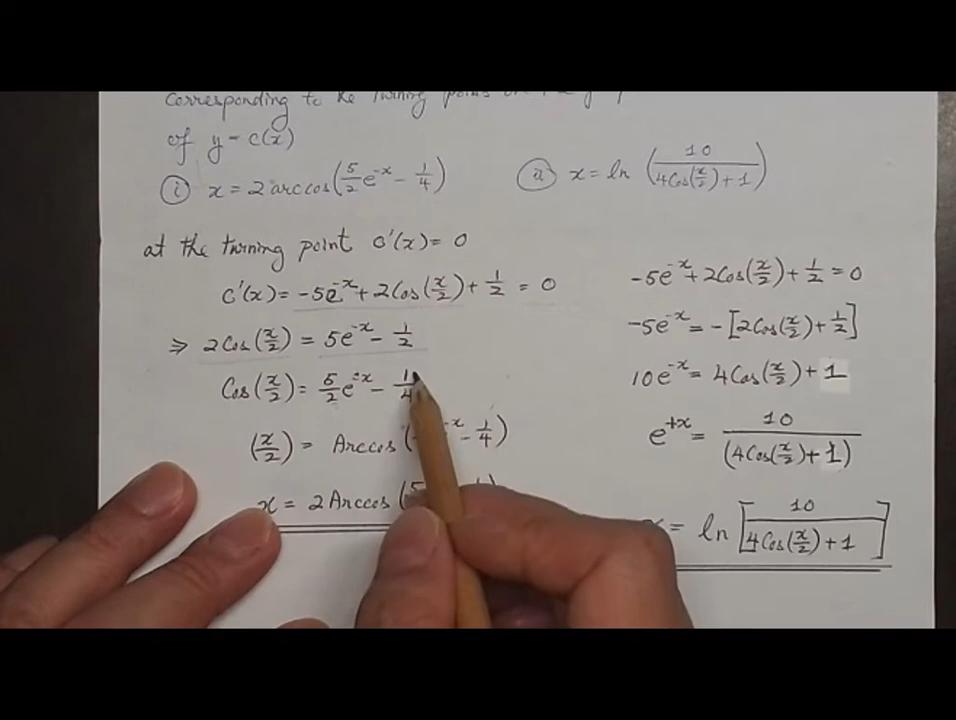 Corresponding to the turning points
of y = c(x)
(i) x = 2 arccos(5/2 e^-x - 1/4) (ii) x = ln (10/(4Cos(x/2)+1))
at the turning point C'(x) = 0
C'(x) = -5e^-x + 2Cos(x/2) + 1/2 = 0
⇒ 2Cos(x/2) = 5e^-x - 1/2
Cos(x/2) = 5/2 e^-x - 1/4
(x/2) = Arccos( -x - 1/4)
x = 2 Arccos (5
-5e^-x + 2Cos(x/2) + 1/2 = 0
-5e^-x = -[2Cos(x/2) + 1/2]
10e^-x = 4Cos(x/2) + 1
e^+x = 10/(4Cos(x/2)+1)
x = ln [10/(4Cos(x/2)+1)]